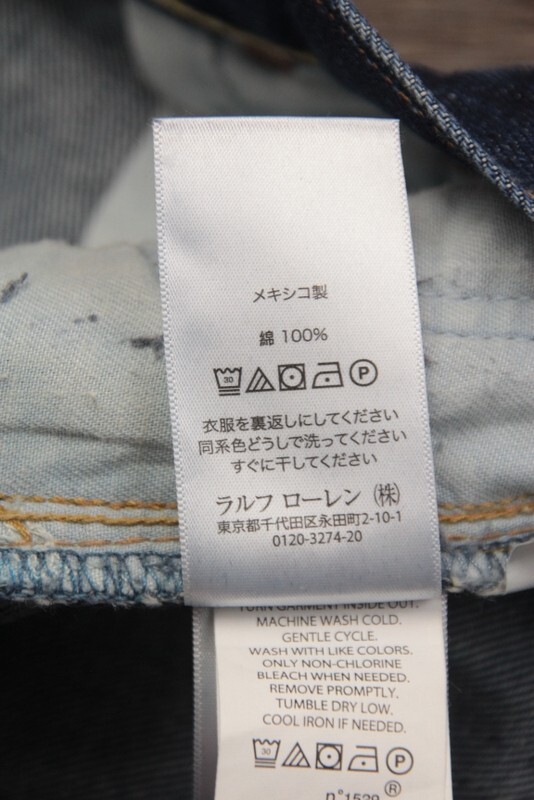 メキシコ製
綿 100%
30 P
衣服を裏返しにしてください
同系色どうしで洗ってください
すぐに干してください
ラルフ ローレン (株)
東京都千代田区永田町2-10-1
0120-3274-20
TURN GARMENT INSIDE OUT.
MACHINE WASH COLD.
GENTLE CYCLE.
WASH WITH LIKE COLORS.
ONLY NON-CHLORINE
BLEACH WHEN NEEDED.
REMOVE PROMPTLY.
TUMBLE DRY LOW.
COOL IRON IF NEEDED.
30 P
®
n°1529